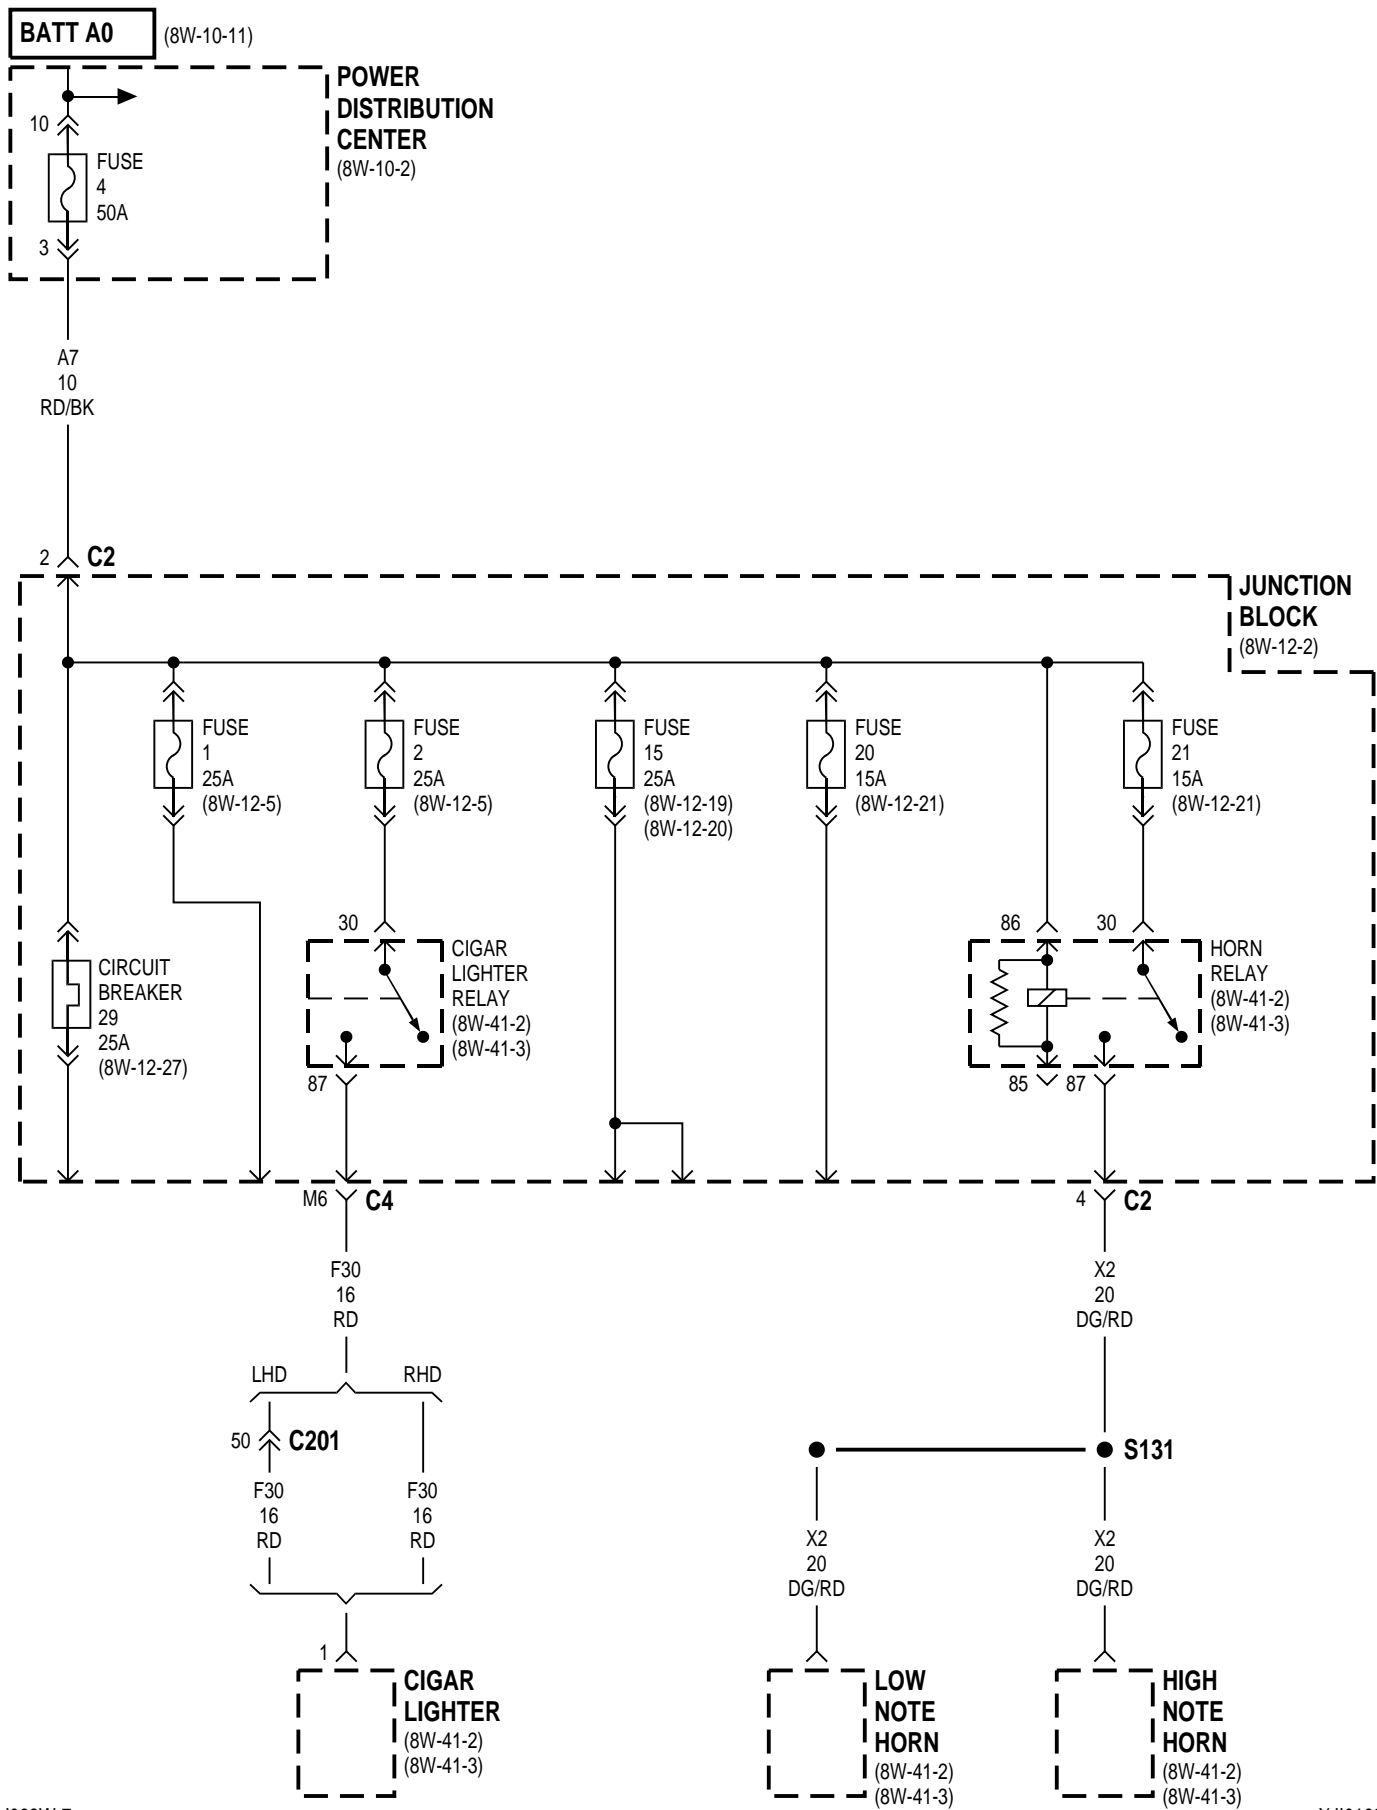 BATT A0
(8W-10-11)
POWER
DISTRIBUTION
CENTER
(8W-10-2)
10
FUSE
4
50A
3
A7
10
RD/BK
2
C2
JUNCTION
BLOCK
(8W-12-2)
FUSE
1
25A
(8W-12-5)
FUSE
2
25A
(8W-12-5)
FUSE
15
25A
(8W-12-19)
(8W-12-20)
FUSE
20
15A
(8W-12-21)
FUSE
21
15A
(8W-12-21)
CIRCUIT
BREAKER
29
25A
(8W-12-27)
30
CIGAR
LIGHTER
RELAY
(8W-41-2)
(8W-41-3)
87
86
30
HORN
RELAY
(8W-41-2)
(8W-41-3)
85
87
M6
C4
4
C2
F30
16
RD
X2
20
DG/RD
LHD
RHD
50
C201
S131
F30
16
RD
F30
16
RD
X2
20
DG/RD
X2
20
DG/RD
1
CIGAR
LIGHTER
(8W-41-2)
(8W-41-3)
LOW
NOTE
HORN
(8W-41-2)
(8W-41-3)
HIGH
NOTE
HORN
(8W-41-2)
(8W-41-3)